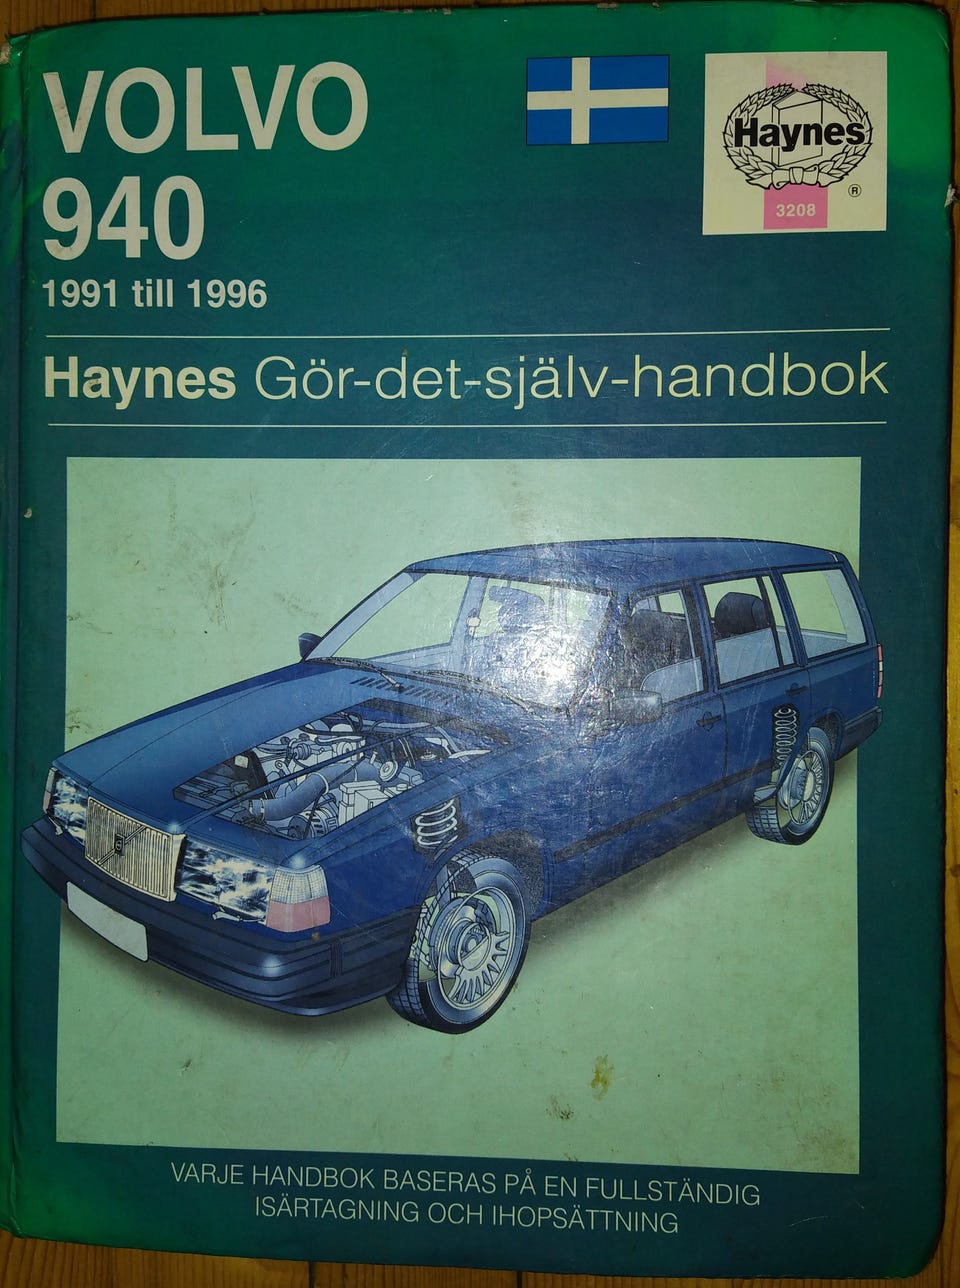 VOLVO
940
1991 till 1996
Haynes
®
3208
Haynes Gör-det-själv-handbok
VARJE HANDBOK BASERAS PÅ EN FULLSTÄNDIG
ISÄRTAGNING OCH IHOPSÄTTNING